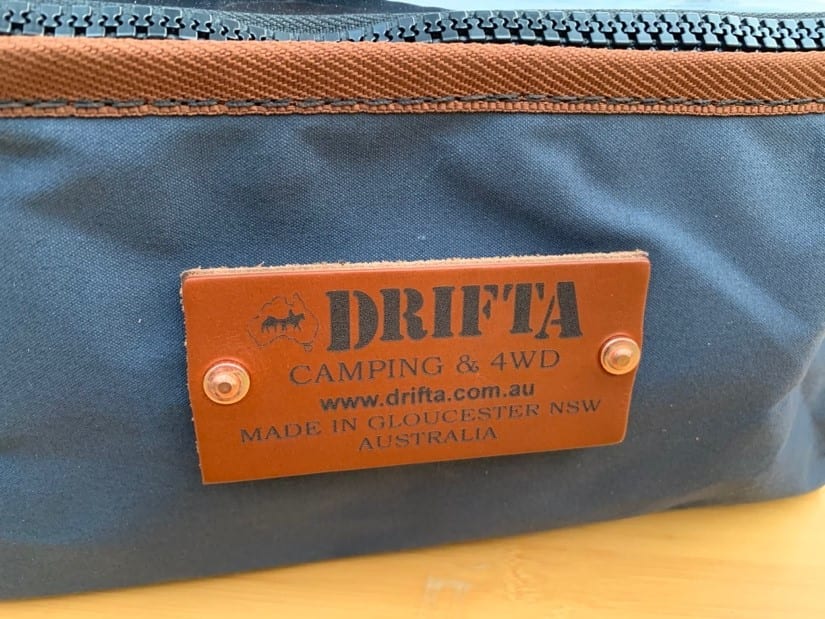 DRIFTA
CAMPING & 4WD
www.drifta.com.au
MADE IN GLOUCESTER NSW
AUSTRALIA